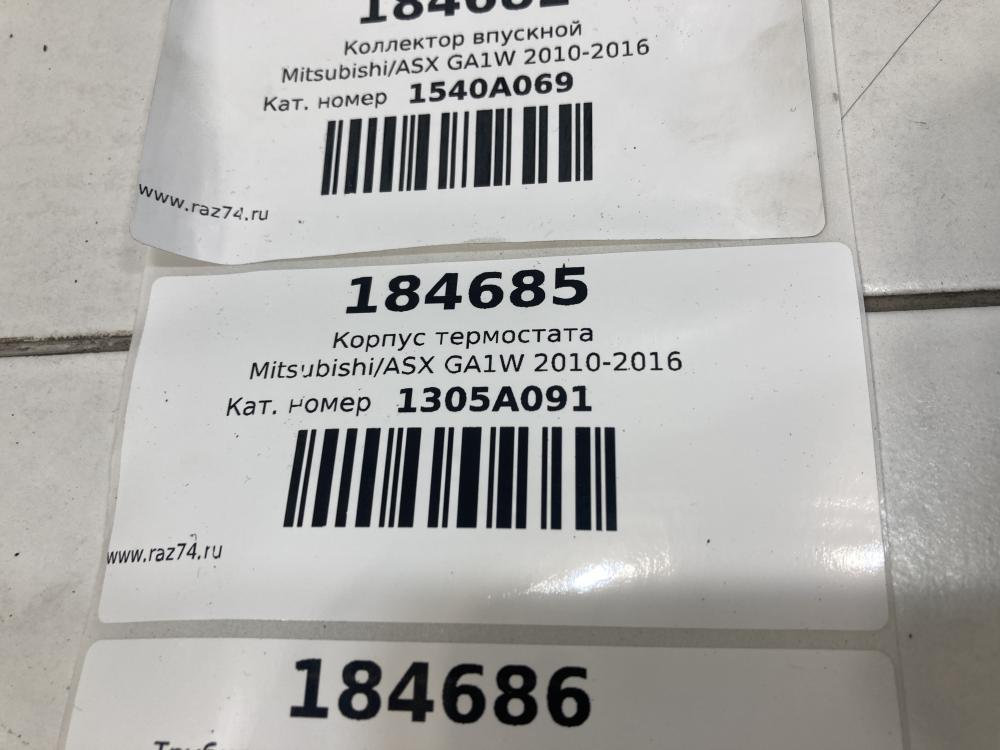 184682
Коллектор впускной
Mitsubishi/ASX GA1W 2010-2016
Кат. номер 1540A069
www.raz74.ru
184685
Корпус термостата
Mitsubishi/ASX GA1W 2010-2016
Кат. номер 1305A091
www.raz74.ru
184686